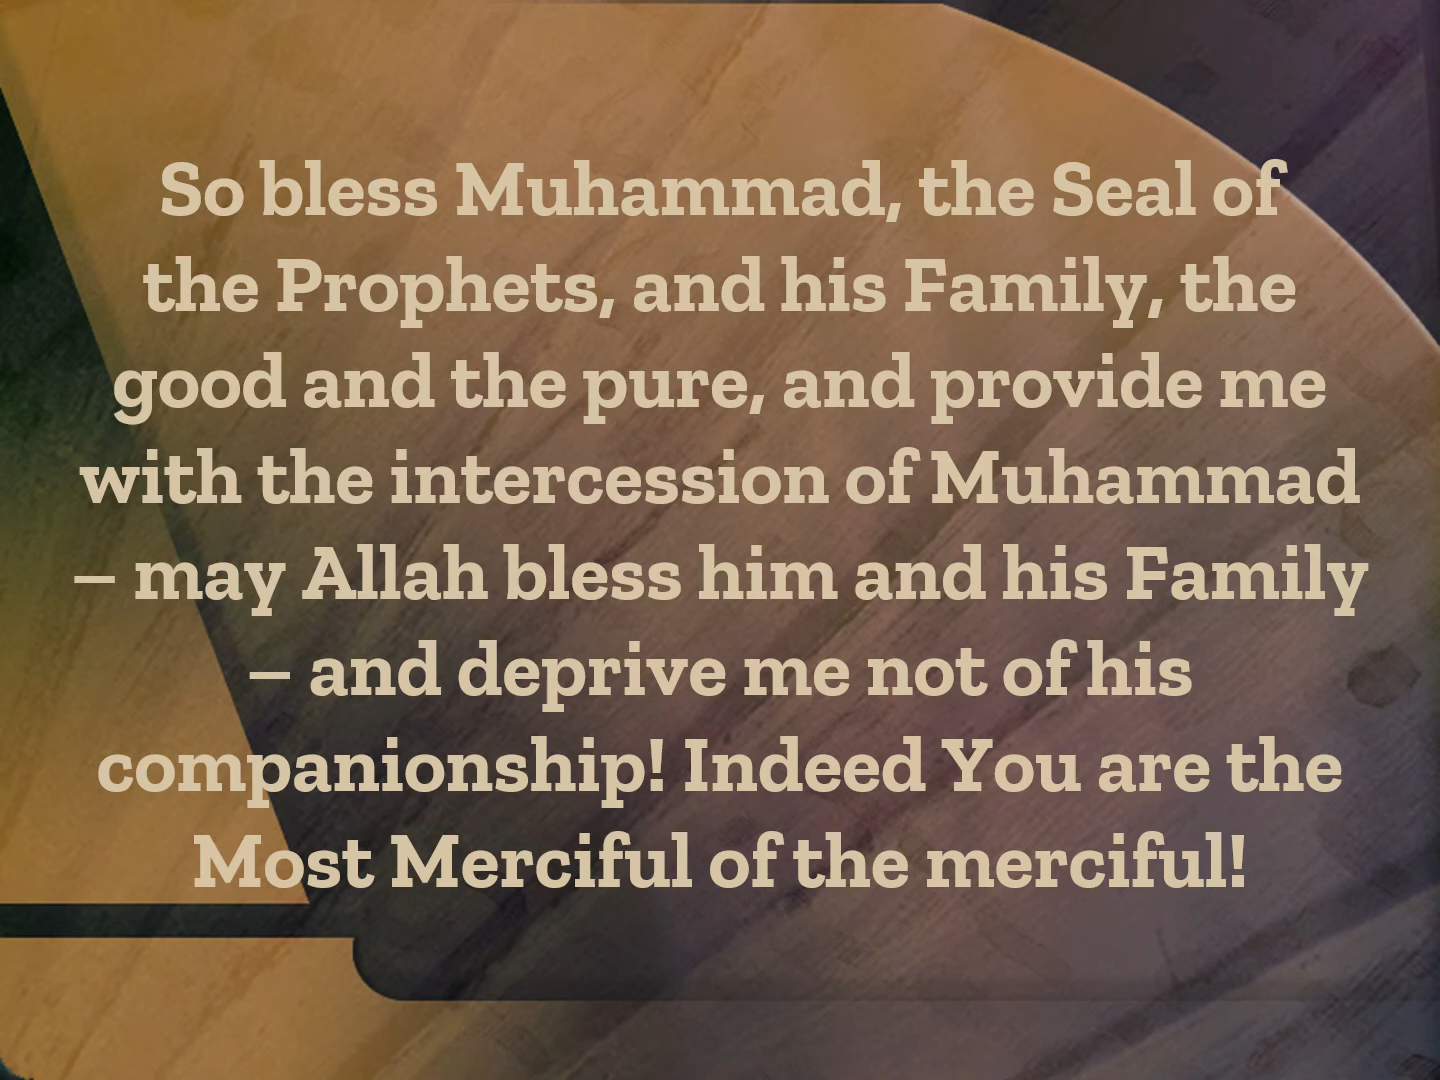 So bless Muhammad, the Seal of
the Prophets, and his Family, the
good and the pure, and provide me
with the intercession of Muhammad
– may Allah bless him and his Family
– and deprive me not of his
companionship! Indeed You are the
Most Merciful of the merciful!